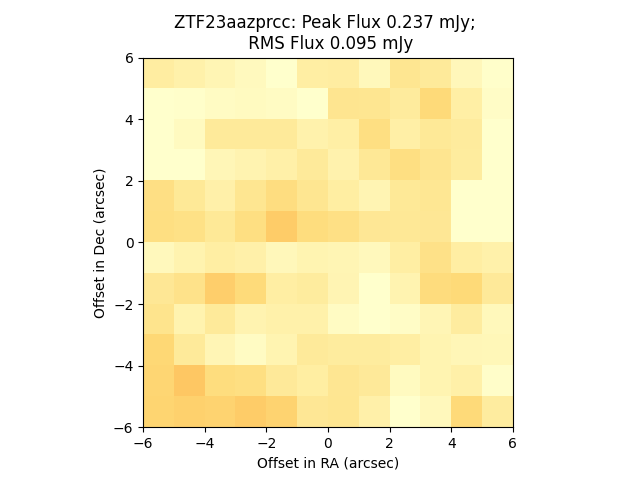 ZTF23aazprcc: Peak Flux 0.237 mJy;
RMS Flux 0.095 mJy
6
4
2
0
−2
−4
−6
Offset in Dec (arcsec)
−6 −4 −2 0 2 4 6
Offset in RA (arcsec)